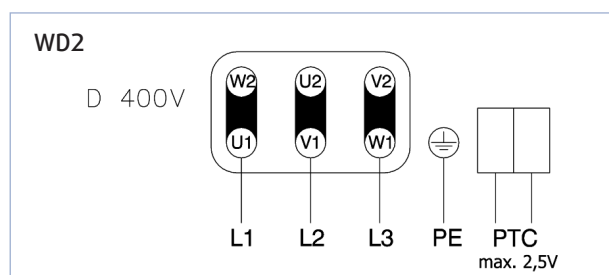 WD2
D 400V
W2 U2 V2
U1 V1 W1
L1 L2 L3 PE PTC
max. 2,5V